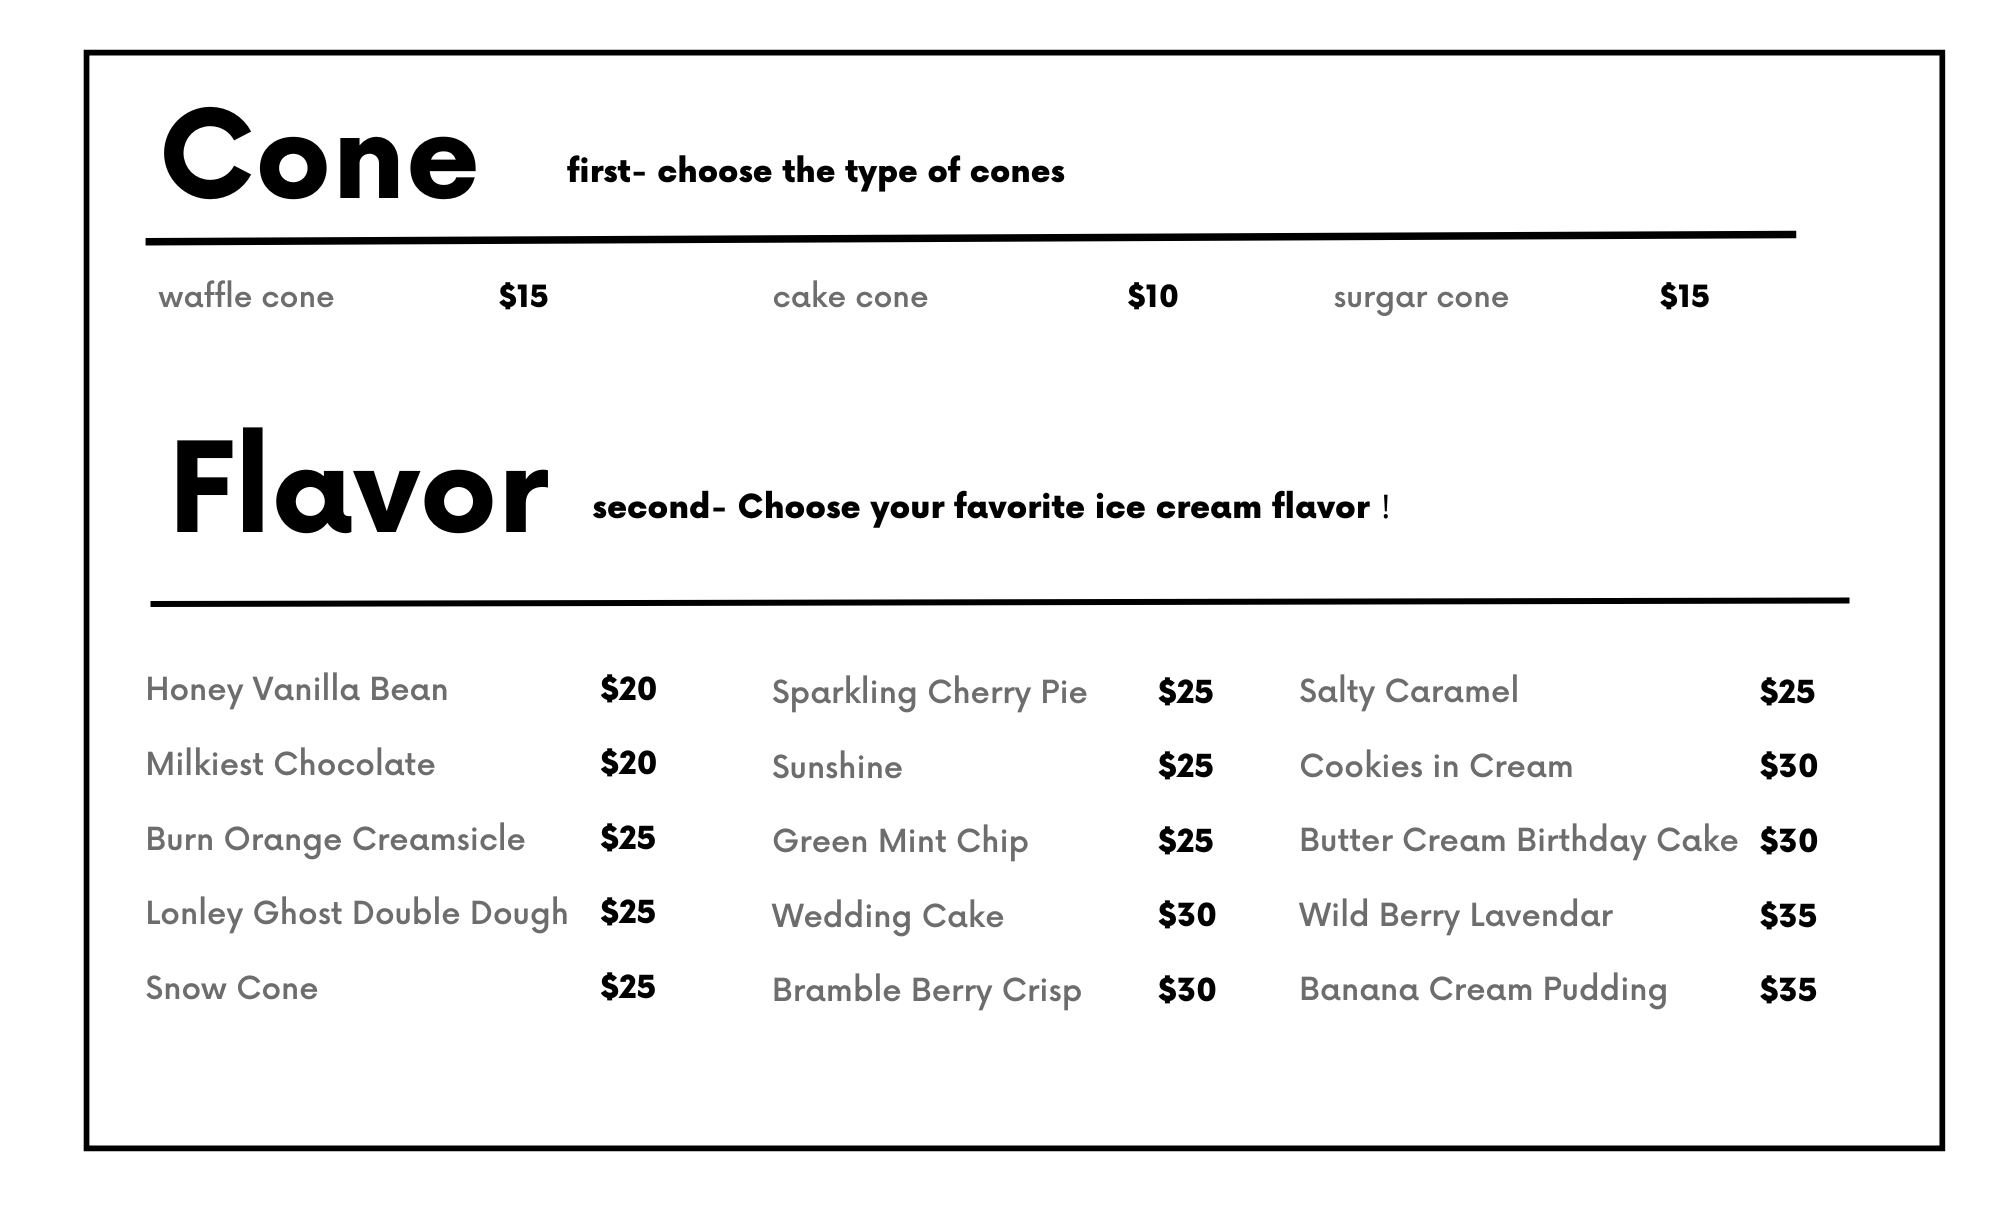 Cone first- choose the type of cones
waffle cone $15 cake cone $10 surgar cone $15
Flavor second- Choose your favorite ice cream flavor !
Honey Vanilla Bean $20 Sparkling Cherry Pie $25 Salty Caramel $25
Milkiest Chocolate $20 Sunshine $25 Cookies in Cream $30
Burn Orange Creamsicle $25 Green Mint Chip $25 Butter Cream Birthday Cake $30
Lonley Ghost Double Dough $25 Wedding Cake $30 Wild Berry Lavendar $35
Snow Cone $25 Bramble Berry Crisp $30 Banana Cream Pudding $35